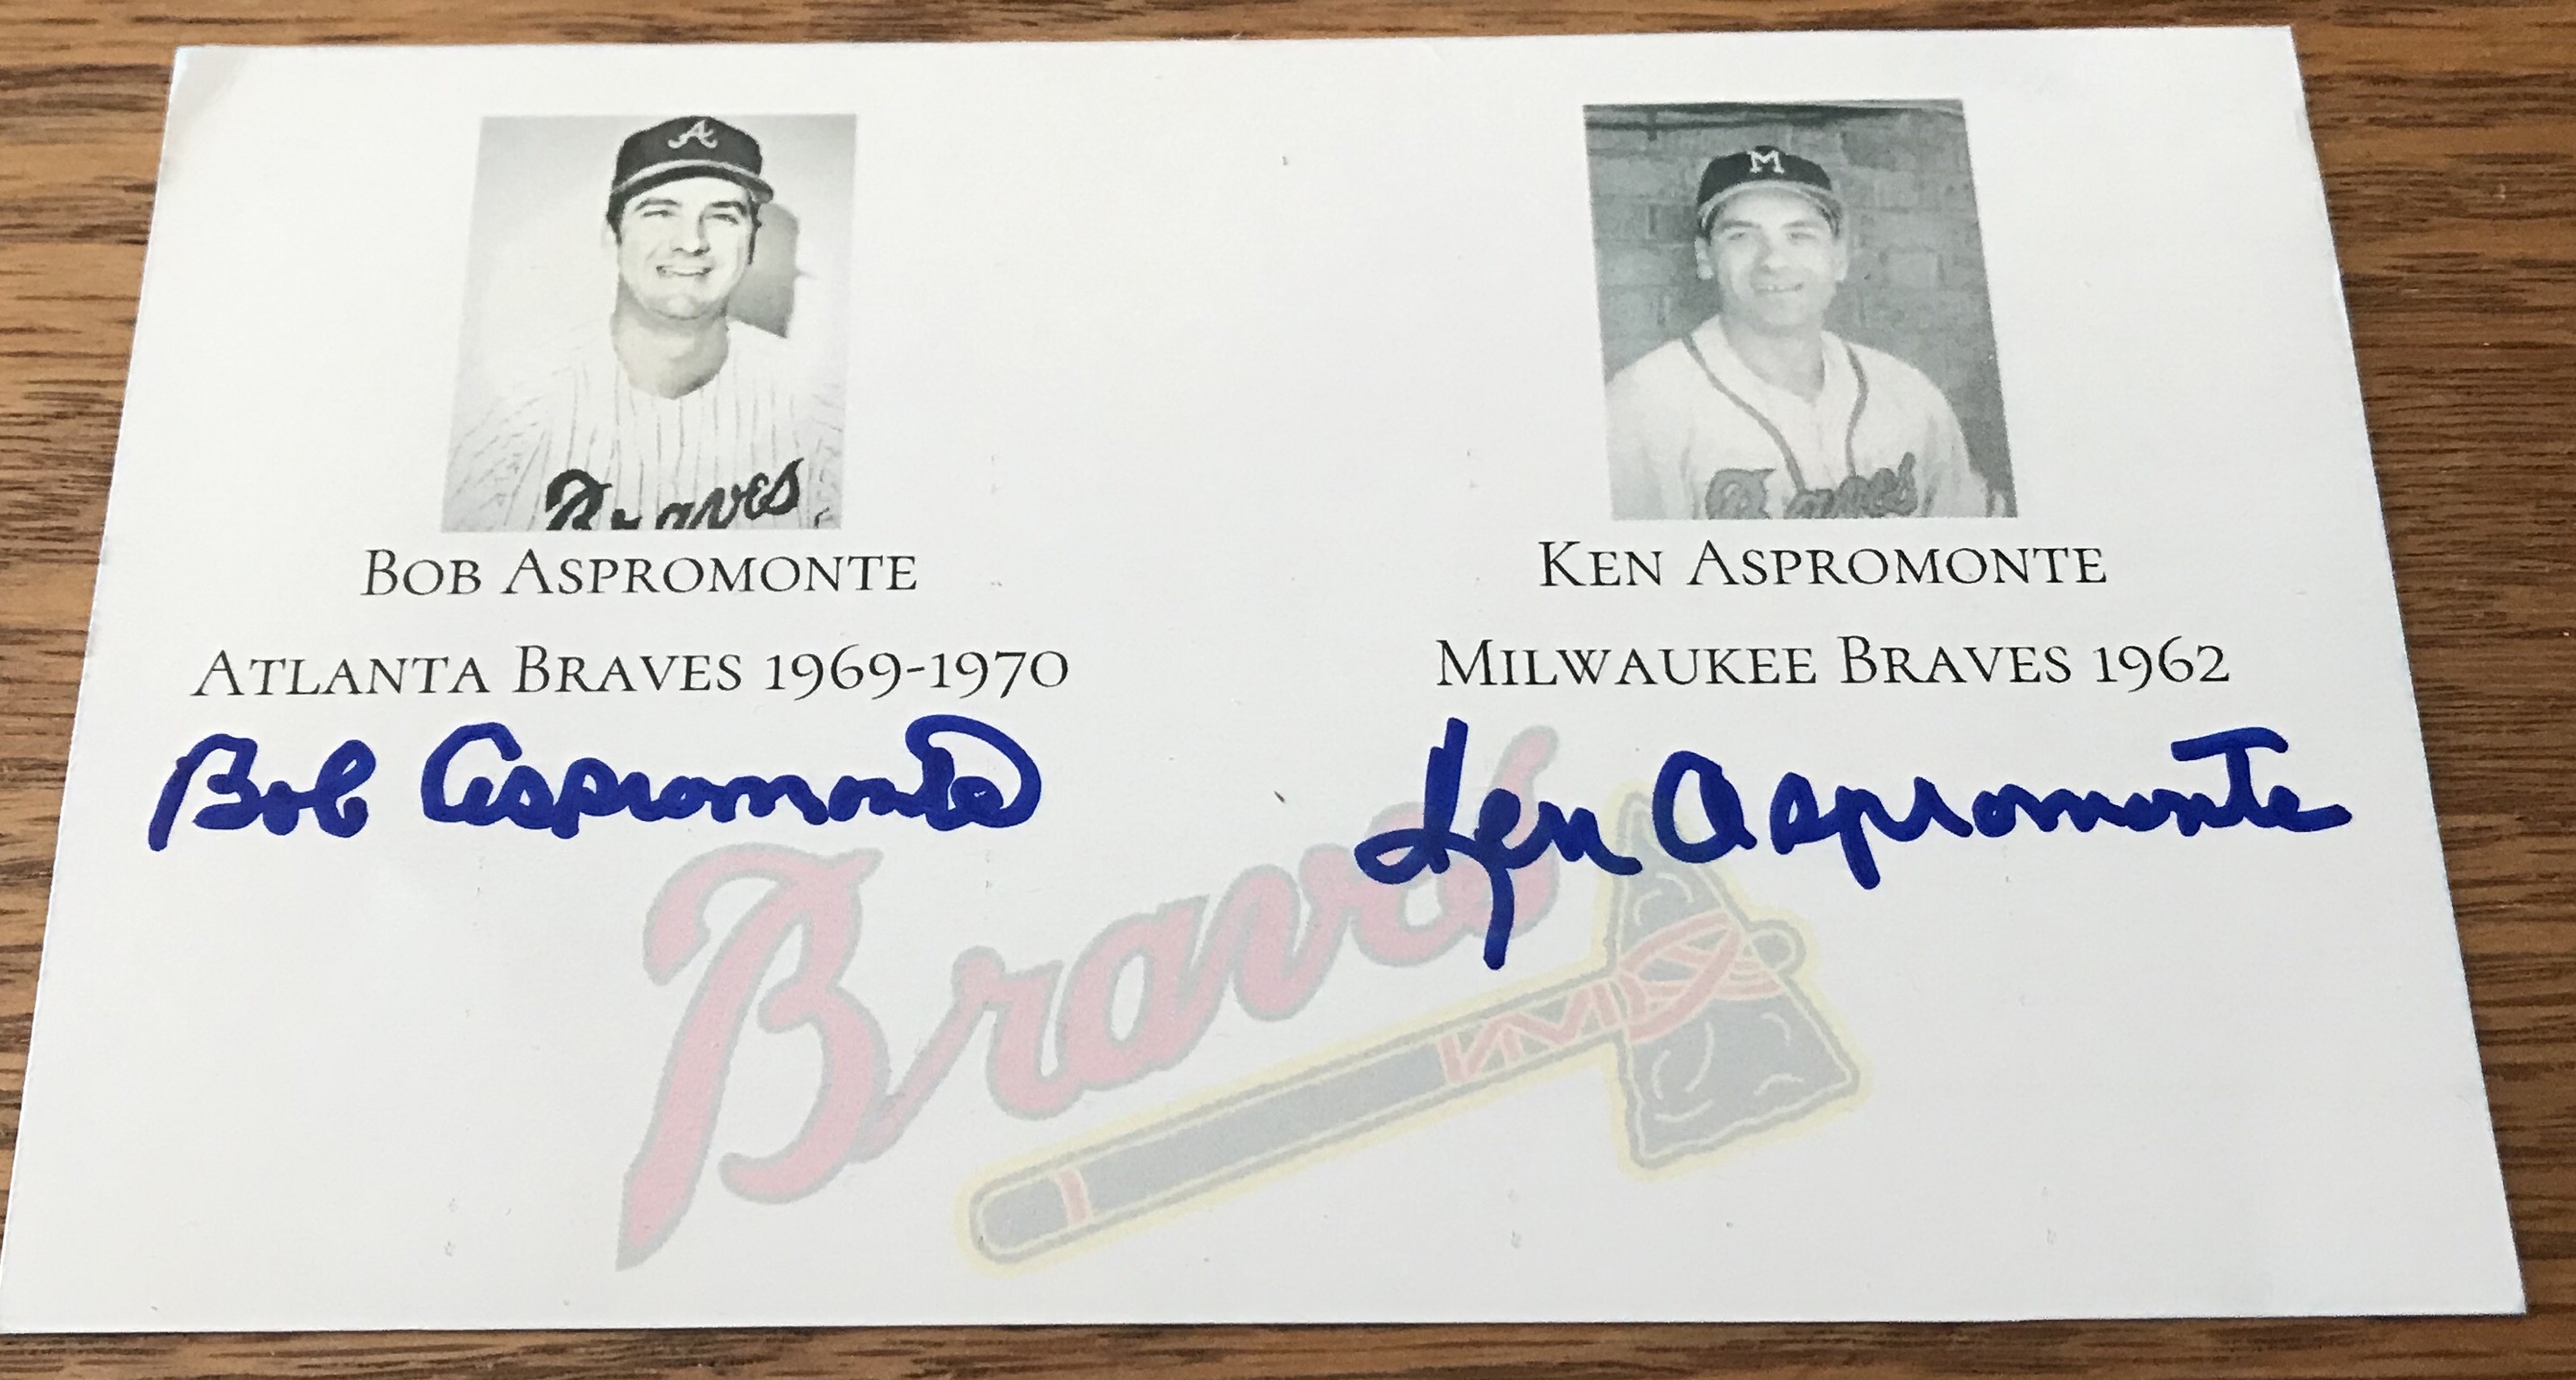 A
M
Braves
Braves
BOB ASPROMONTE
KEN ASPROMONTE
ATLANTA BRAVES 1969-1970
MILWAUKEE BRAVES 1962
Bob Aspromonte
Ken Aspromonte
Braves